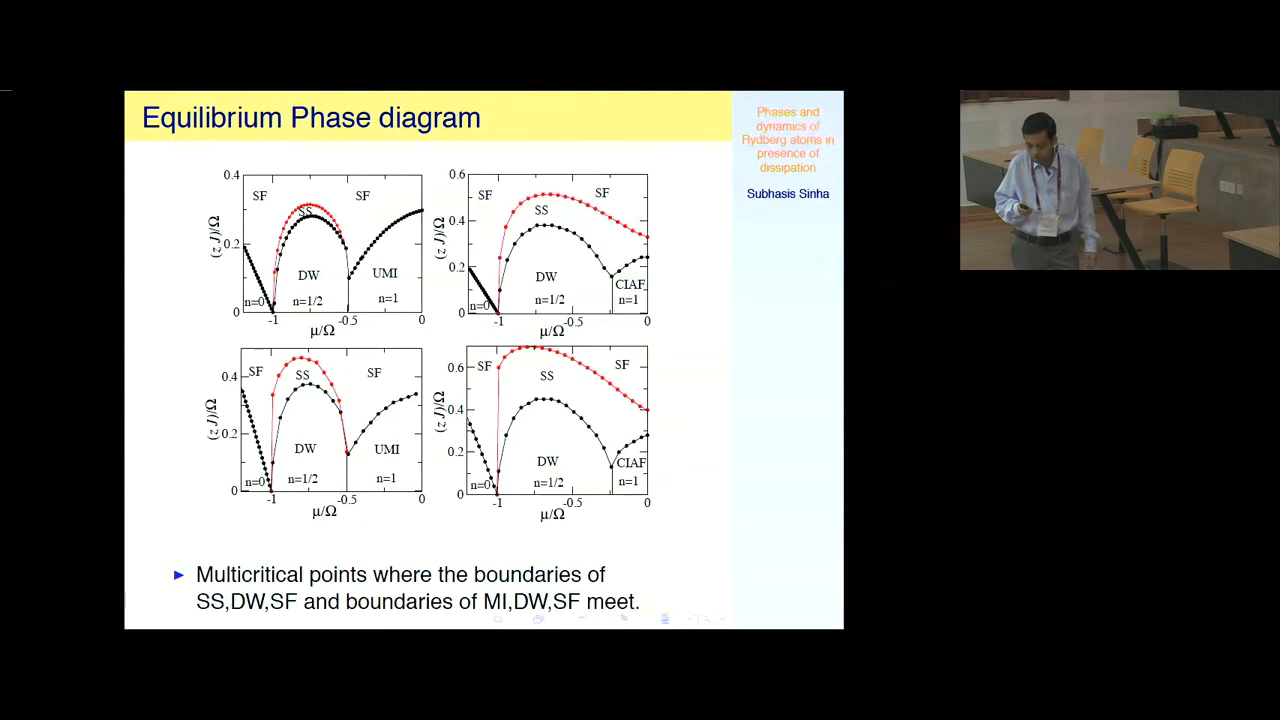 Equilibrium Phase diagram
Phases and
dynamics of
Rydberg atoms in
presence of
dissipation
Subhasis Sinha
0.4
0.2
0
(z J)/Ω
SF
SS
SF
DW
UMI
n=0
n=1/2
n=1
-1
-0.5
0
μ/Ω
0.6
0.4
0.2
0
(z J)/Ω
SF
SS
SF
DW
CIAF
n=0
n=1/2
n=1
-1
-0.5
0
μ/Ω
0.4
0.2
0
(z J)/Ω
SF
SS
SF
DW
UMI
n=0
n=1/2
n=1
-1
-0.5
0
μ/Ω
0.6
0.4
0.2
0
(z J)/Ω
SF
SS
SF
DW
CIAF
n=0
n=1/2
n=1
-1
-0.5
0
μ/Ω
Multicritical points where the boundaries of
SS,DW,SF and boundaries of MI,DW,SF meet.